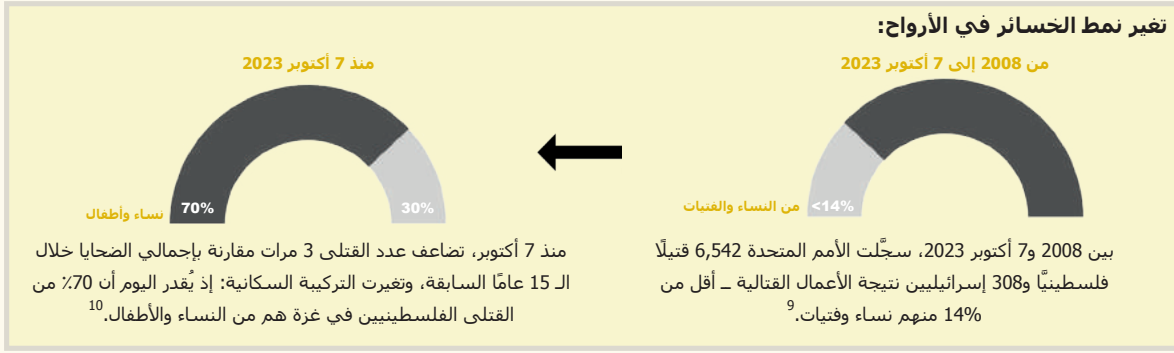 تغير نمط الخسائر في الأرواح:
من 2008 إلى 7 أكتوبر 2023
<14%
من النساء والفتيات
بين 2008 و7 أكتوبر 2023، سجَّلت الأمم المتحدة 6,542 قتيلًا
فلسطينيَّا و308 إسرائيليين نتيجة الأعمال القتالية – أقل من
14% منهم نساء وفتيات.9
منذ 7 أكتوبر 2023
30%
70%
نساء وأطفال
منذ 7 أكتوبر، تضاعف عدد القتلى 3 مرات مقارنة بإجمالي الضحايا خلال
الـ 15 عامًا السابقة، وتغيرت التركيبة السكانية: إذ يُقدر اليوم أن 70٪ من
القتلى الفلسطينيين في غزة هم من النساء والأطفال.10